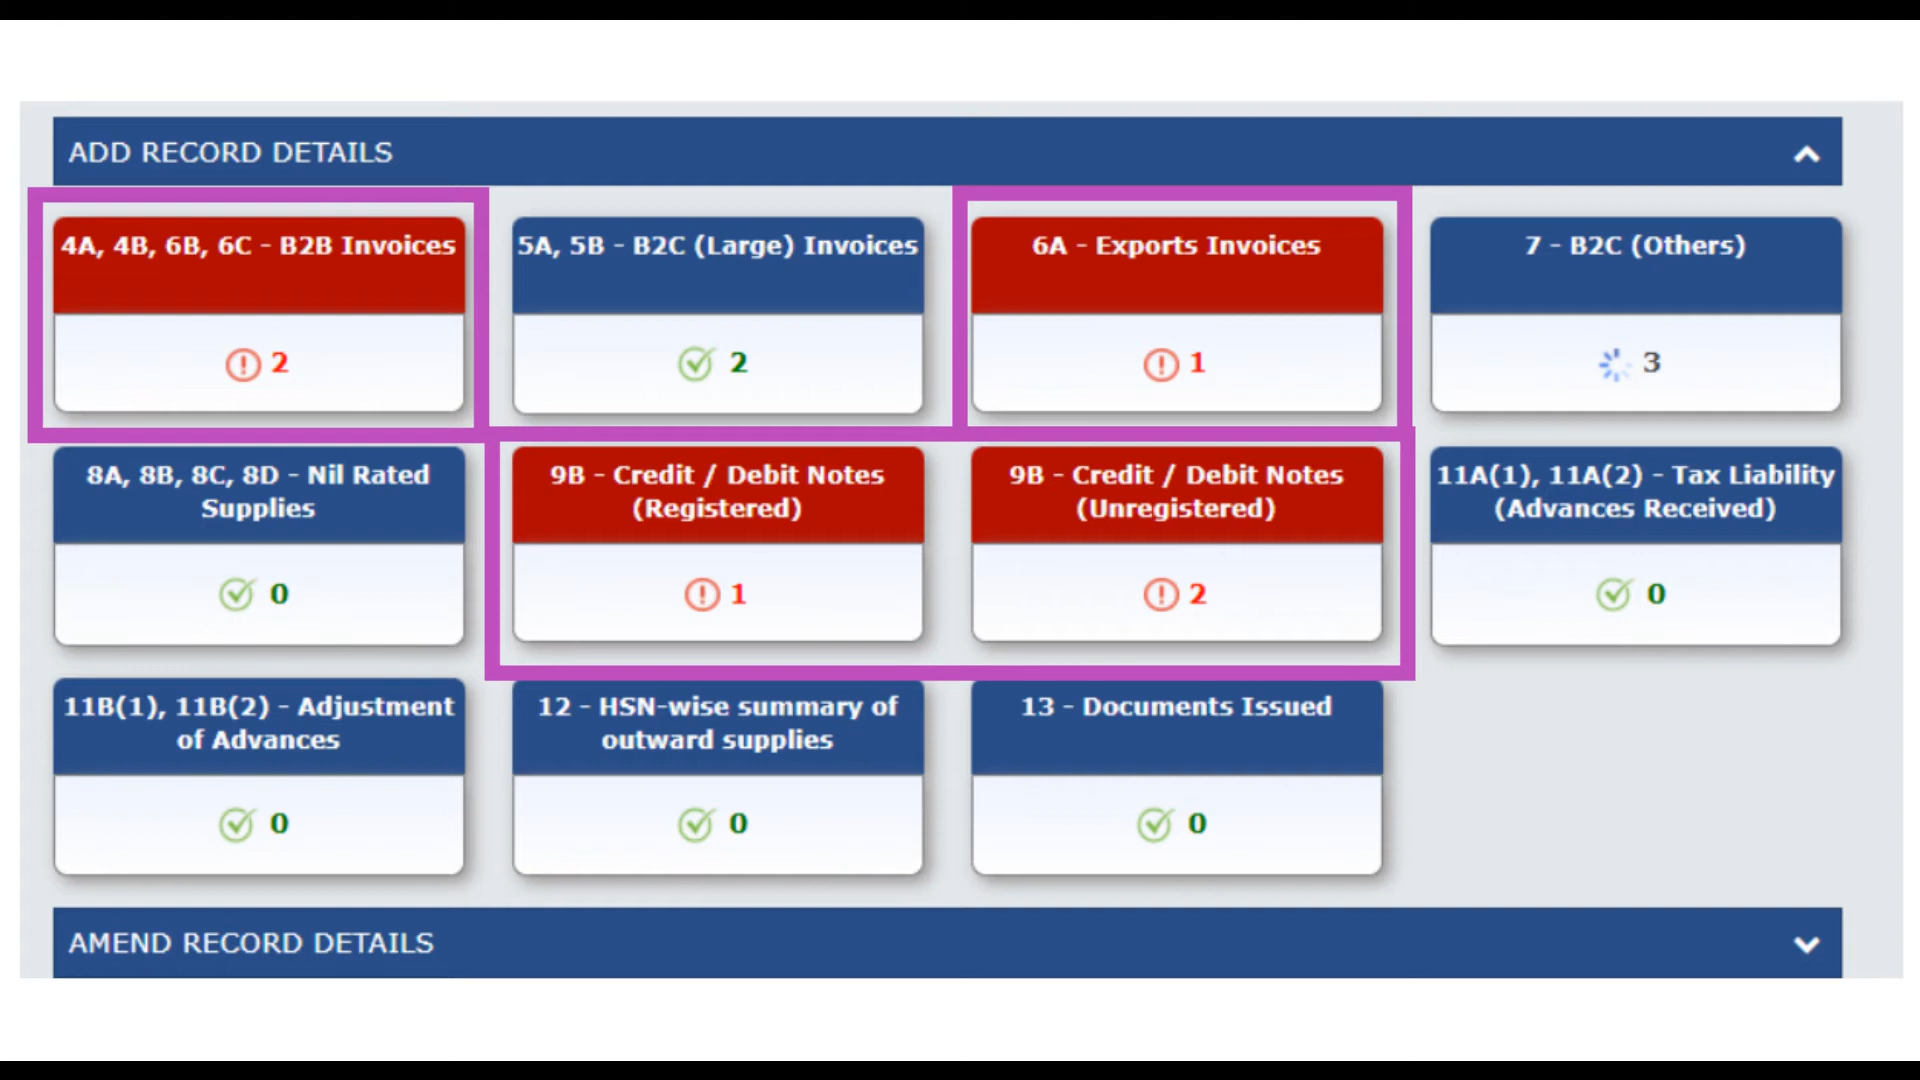 ADD RECORD DETAILS
4A, 4B, 6B, 6C - B2B Invoices
2
5A, 5B - B2C (Large) Invoices
2
6A - Exports Invoices
1
7 - B2C (Others)
3
8A, 8B, 8C, 8D - Nil Rated
Supplies
0
9B - Credit / Debit Notes
(Registered)
1
9B - Credit / Debit Notes
(Unregistered)
2
11A(1), 11A(2) - Tax Liability
(Advances Received)
0
11B(1), 11B(2) - Adjustment
of Advances
0
12 - HSN-wise summary of
outward supplies
0
13 - Documents Issued
0
AMEND RECORD DETAILS